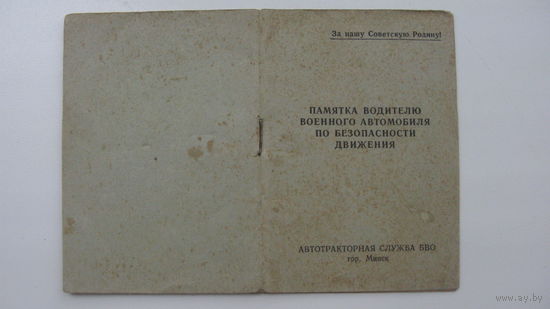 За нашу Советскую Родину!
ПАМЯТКА ВОДИТЕЛЮ
ВОЕННОГО АВТОМОБИЛЯ
ПО БЕЗОПАСНОСТИ
ДВИЖЕНИЯ
АВТОТРАКТОРНАЯ СЛУЖБА БВО
гор. Минск
www.ay.by